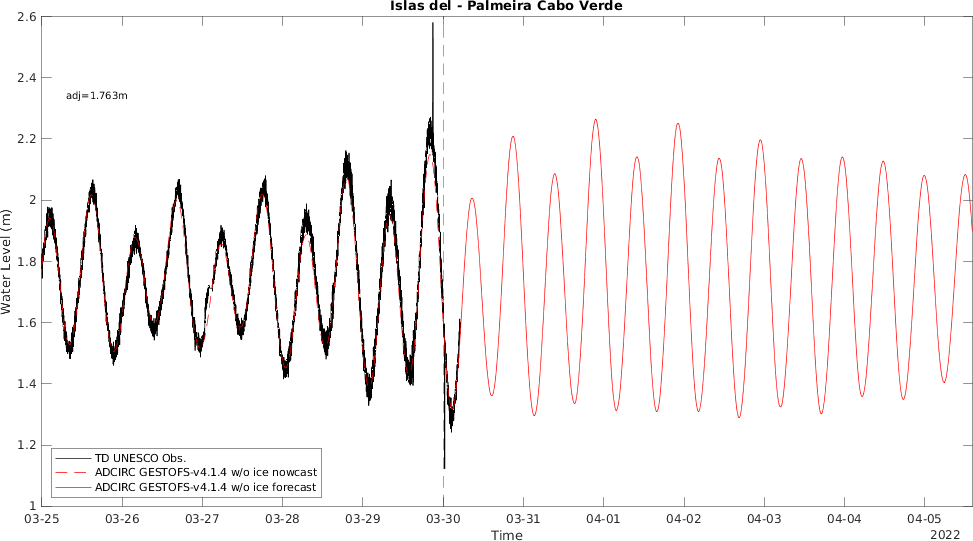 Islas del - Palmeira Cabo Verde
2.6
2.4
2.2
2
1.8
1.6
1.4
1.2
1
Water Level (m)
adj=1.763m
TD UNESCO Obs.
ADCIRC GESTOFS-v4.1.4 w/o ice nowcast
ADCIRC GESTOFS-v4.1.4 w/o ice forecast
03-25 03-26 03-27 03-28 03-29 03-30 03-31 04-01 04-02 04-03 04-04 04-05
Time
2022